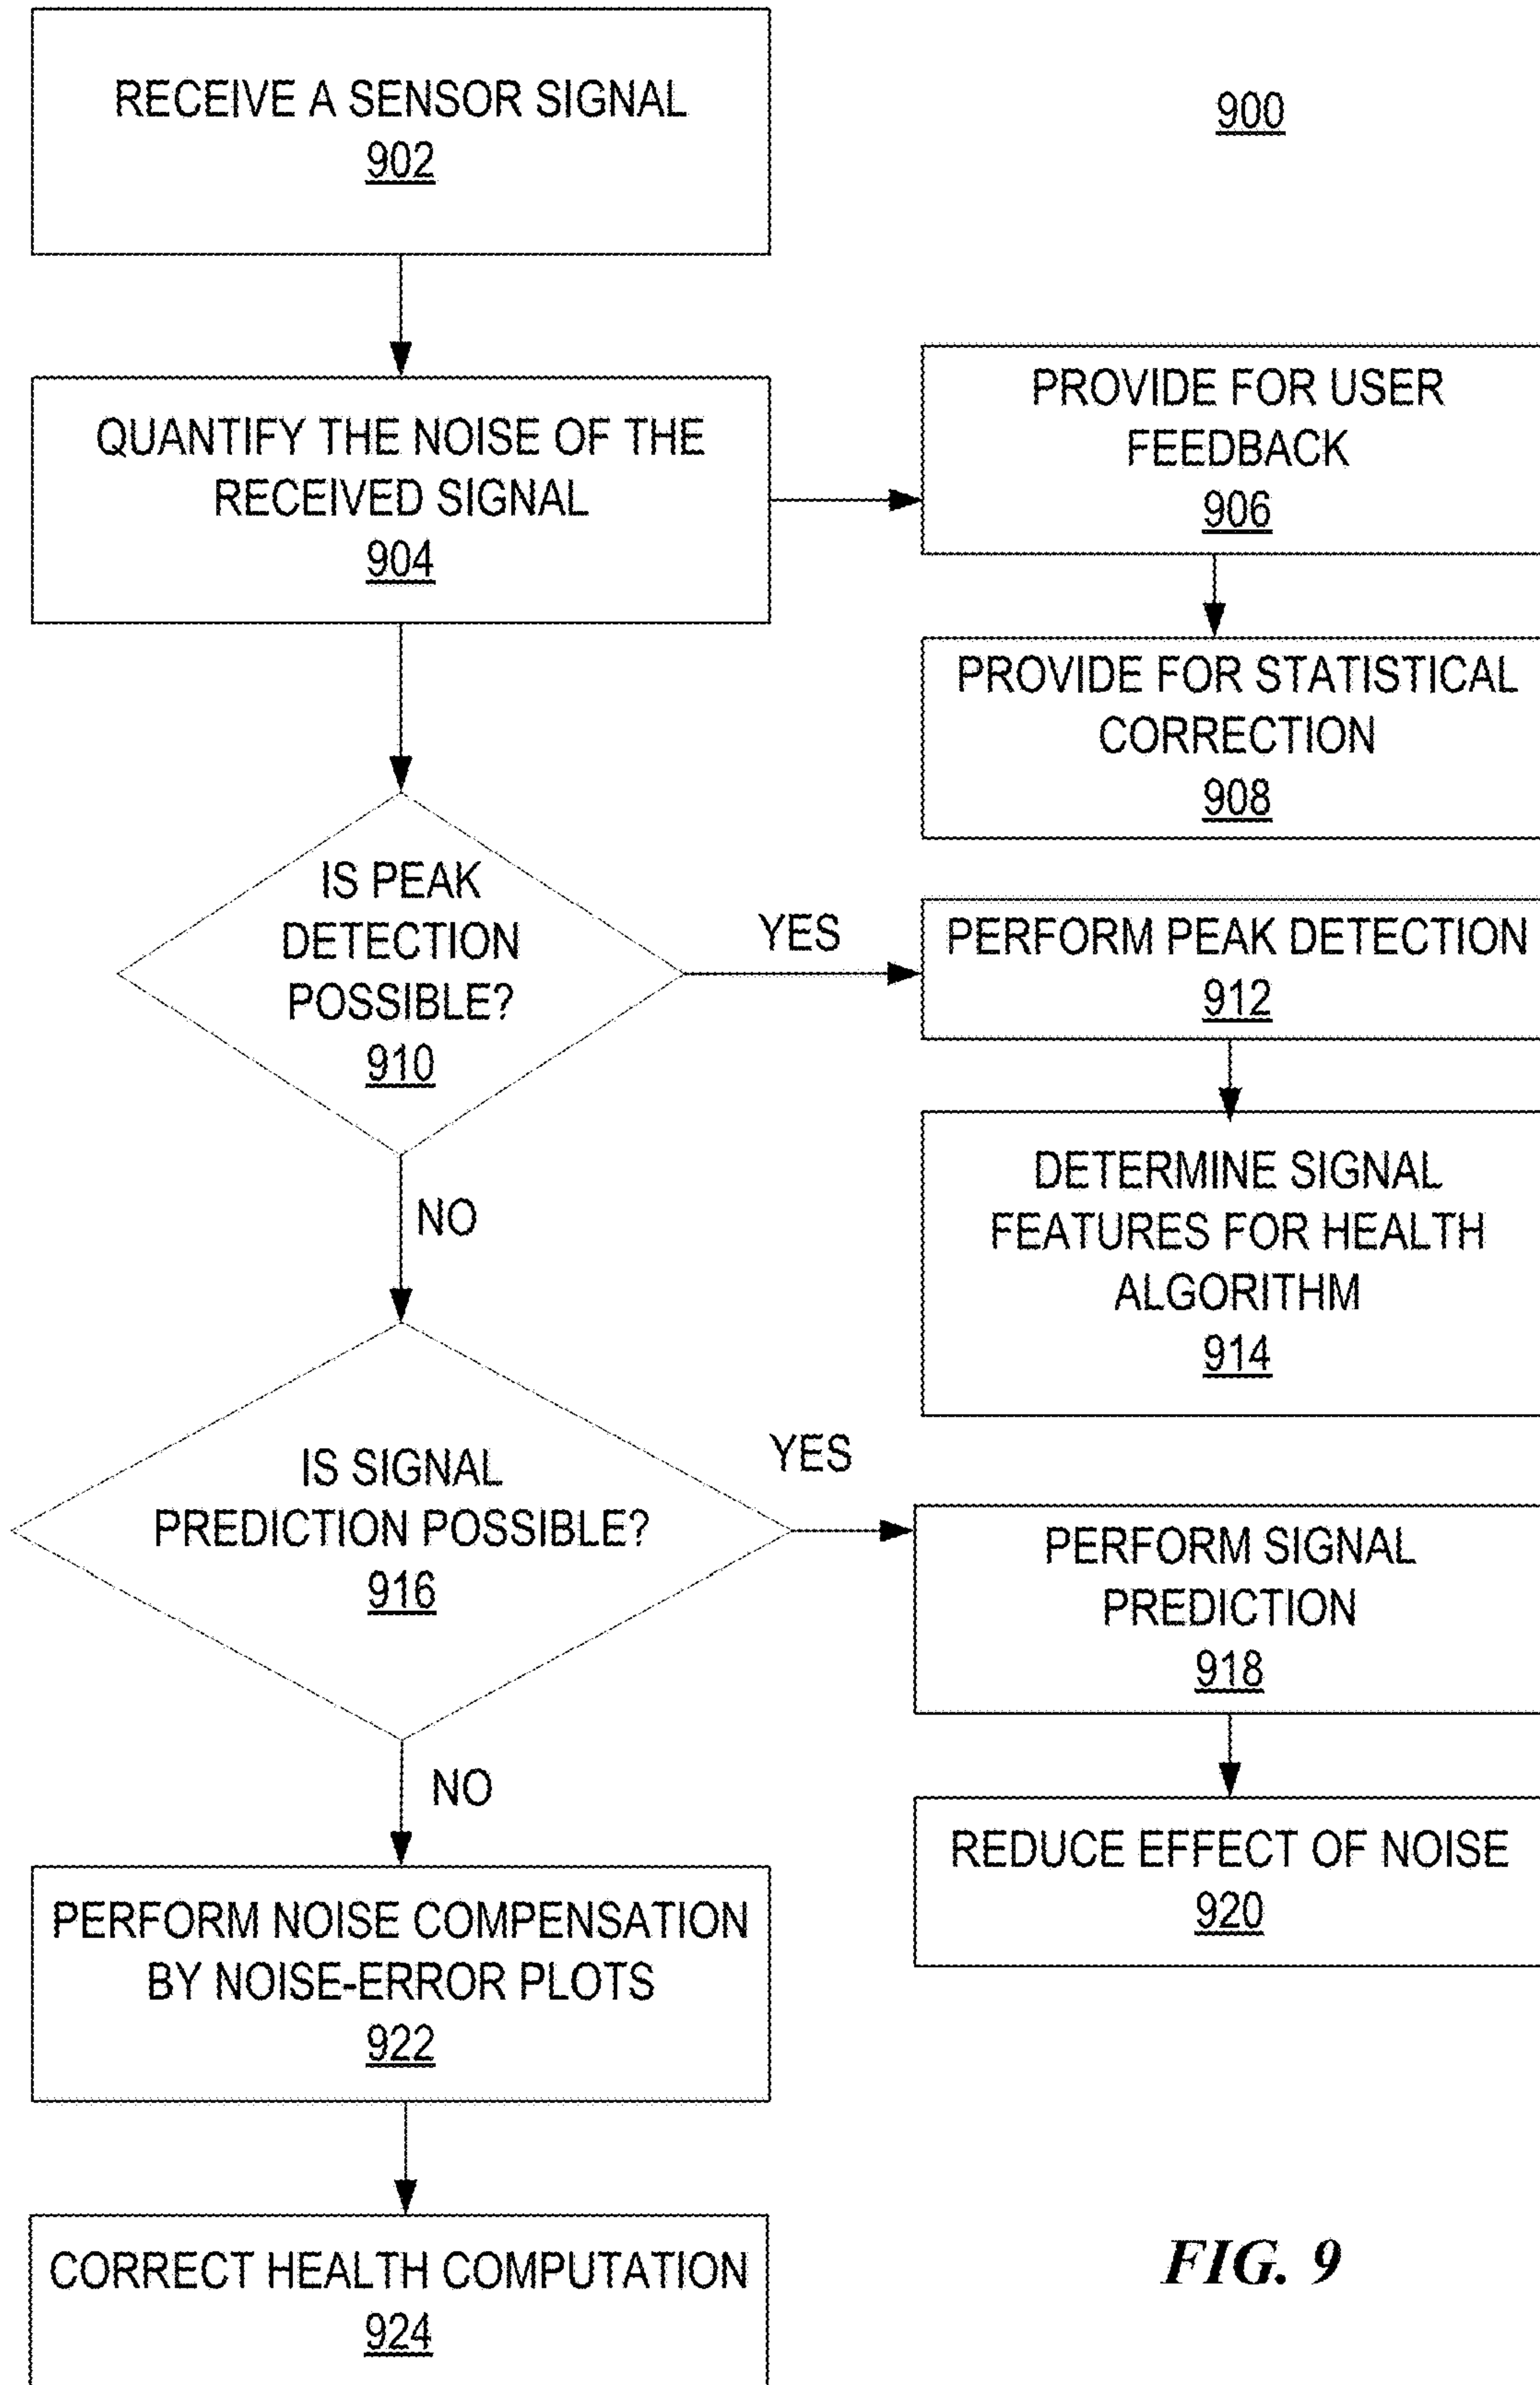 RECEIVE A SENSOR SIGNAL
902
900
QUANTIFY THE NOISE OF THE
RECEIVED SIGNAL
904
PROVIDE FOR USER
FEEDBACK
906
PROVIDE FOR STATISTICAL
CORRECTION
908
IS PEAK
DETECTION
POSSIBLE?
910
YES
PERFORM PEAK DETECTION
912
NO
DETERMINE SIGNAL
FEATURES FOR HEALTH
ALGORITHM
914
IS SIGNAL
PREDICTION POSSIBLE?
916
YES
PERFORM SIGNAL
PREDICTION
918
NO
REDUCE EFFECT OF NOISE
920
PERFORM NOISE COMPENSATION
BY NOISE-ERROR PLOTS
922
CORRECT HEALTH COMPUTATION
924
FIG. 9